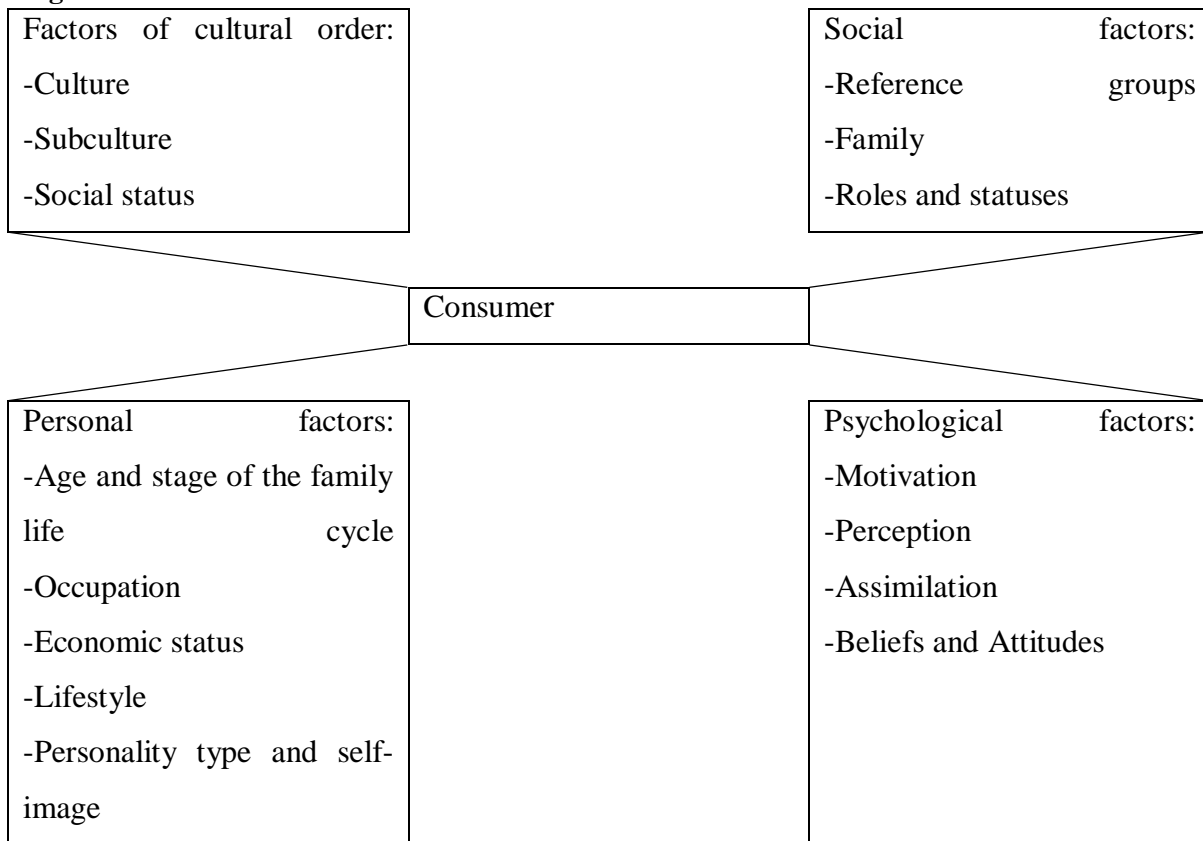 Factors of cultural order:
-Culture
-Subculture
-Social status
Social factors:
-Reference groups
-Family
-Roles and statuses
Consumer
Personal factors:
-Age and stage of the family
life cycle
-Occupation
-Economic status
-Lifestyle
-Personality type and self-
image
Psychological factors:
-Motivation
-Perception
-Assimilation
-Beliefs and Attitudes